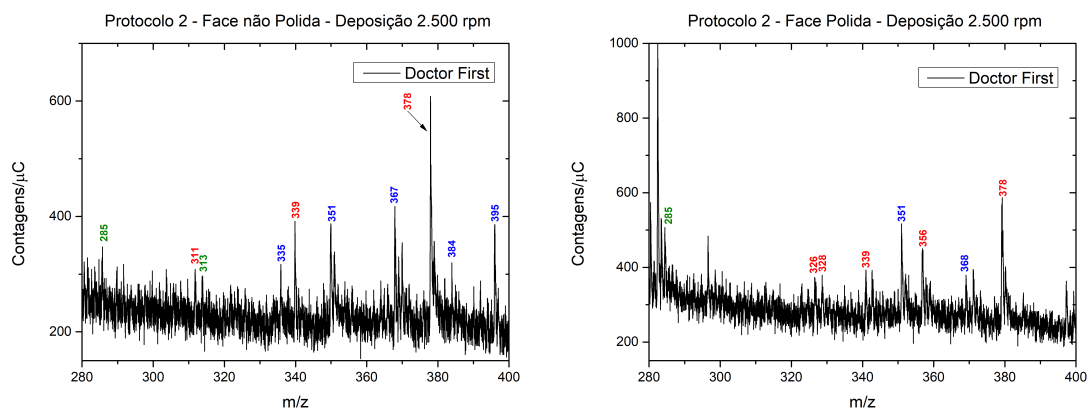 Protocolo 2 - Face não Polida - Deposição 2.500 rpm
Doctor First
378
600
400
200
Contagens/μC
285
311
313
335
339
351
367
384
395
280 300 320 340 360 380 400
m/z
Protocolo 2 - Face Polida - Deposição 2.500 rpm
Doctor First
1000
800
600
400
200
Contagens/μC
285
326
328
339
351
356
368
378
280 300 320 340 360 380 400
m/z